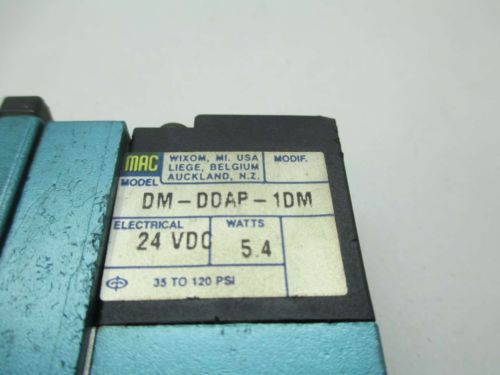 MAC
WIXOM, MI. USA
LIEGE, BELGIUM
AUCKLAND, N.Z.
MODIF.
MODEL
DM-DDAP-1DM
ELECTRICAL
24 VDC
WATTS
5.4
35 TO 120 PSI